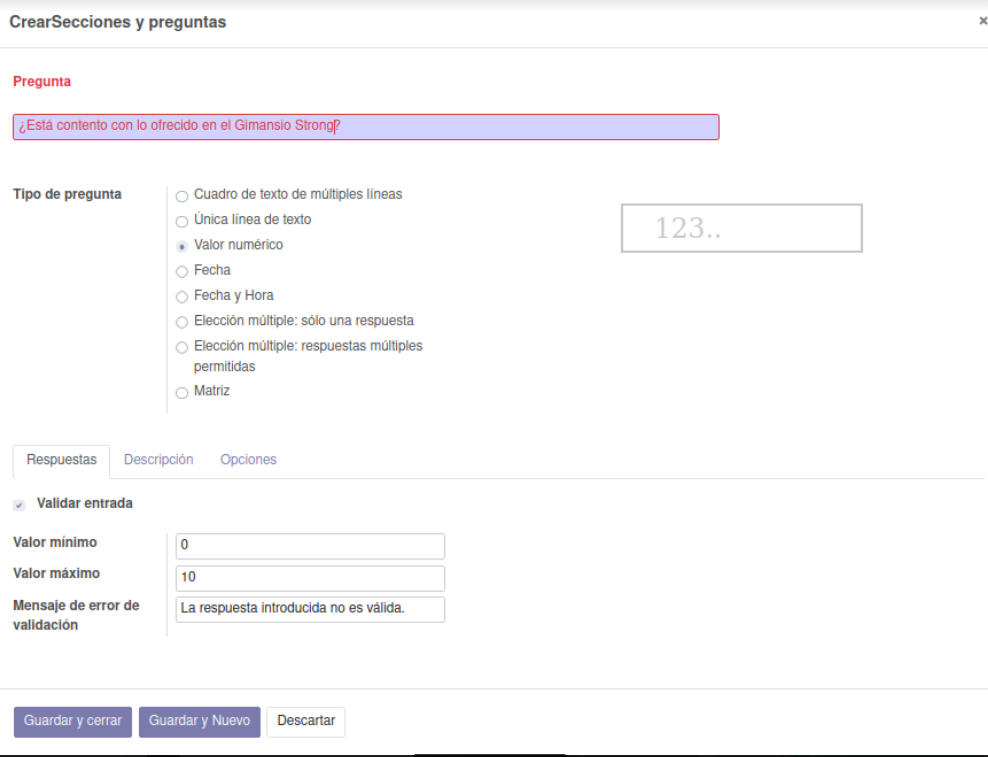 CrearSecciones y preguntas
×
Pregunta
¿Está contento con lo ofrecido en el Gimansio Strong?
Tipo de pregunta
Cuadro de texto de múltiples líneas
Única línea de texto
123..
Valor numérico
Fecha
Fecha y Hora
Elección múltiple: sólo una respuesta
Elección múltiple: respuestas múltiples
permitidas
Matriz
Respuestas Descripción Opciones
Validar entrada
Valor mínimo 0
Valor máximo 10
Mensaje de error de
validación
La respuesta introducida no es válida.
Guardar y cerrar Guardar y Nuevo Descartar